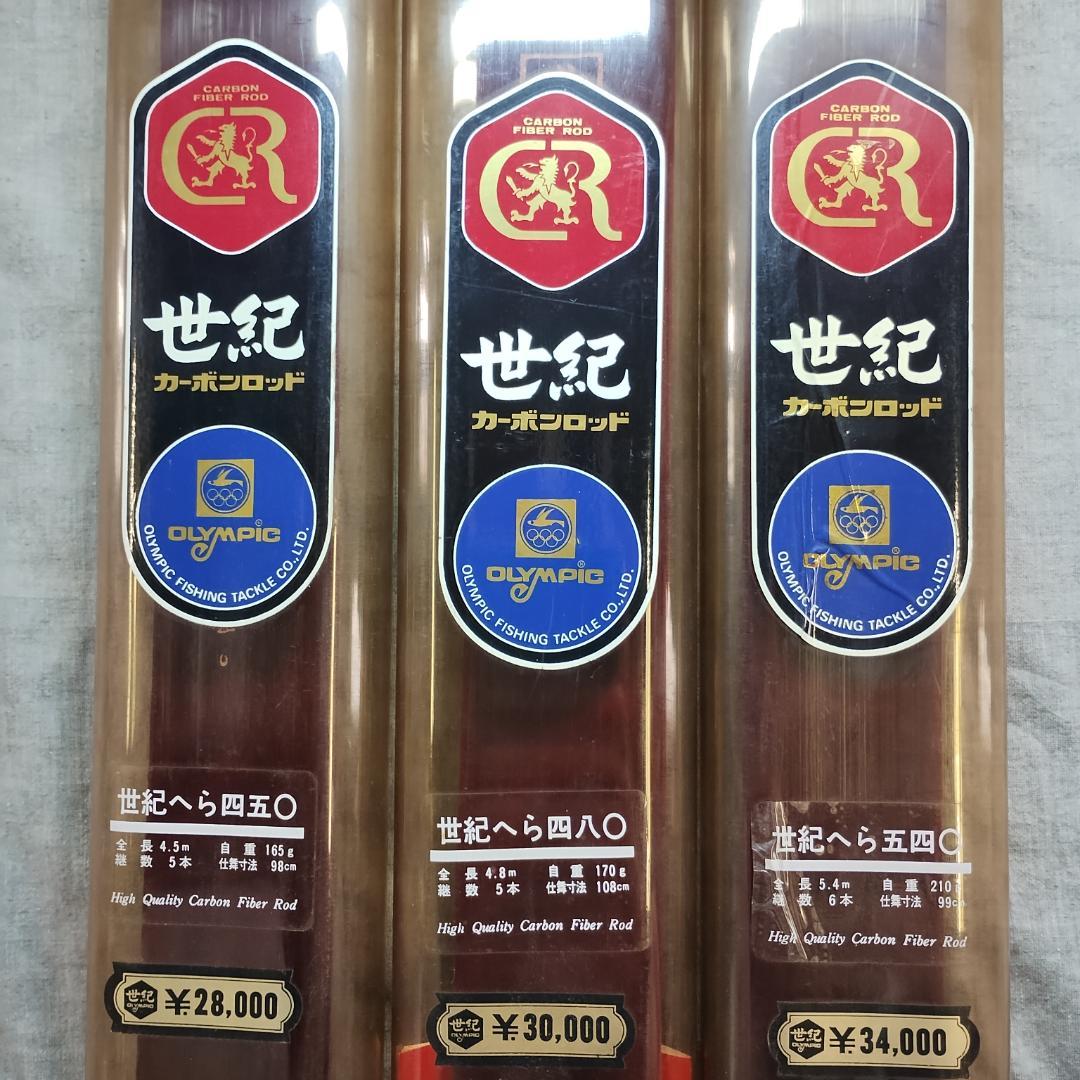 CARBON
FIBER ROD
CR
世紀
カーボンロッド
OLYMPIC
OLYMPIC FISHING TACKLE CO., LTD.
世紀へら四五〇
全長 4.5m 自重 165g
継数 5本 仕舞寸法 98cm
High Quality Carbon Fiber Rod
世紀
OLYMPIC
¥28,000
CARBON
FIBER ROD
CR
世紀
カーボンロッド
OLYMPIC
OLYMPIC FISHING TACKLE CO., LTD.
世紀へら四八〇
全長 4.8m 自重 170g
継数 5本 仕舞寸法 108cm
High Quality Carbon Fiber Rod
世紀
OLYMPIC
¥30,000
CARBON
FIBER ROD
CR
世紀
カーボンロッド
OLYMPIC
OLYMPIC FISHING TACKLE CO., LTD.
世紀へら五四〇
全長 5.4m 自重 210g
継数 6本 仕舞寸法 99cm
High Quality Carbon Fiber Rod
世紀
OLYMPIC
¥34,000